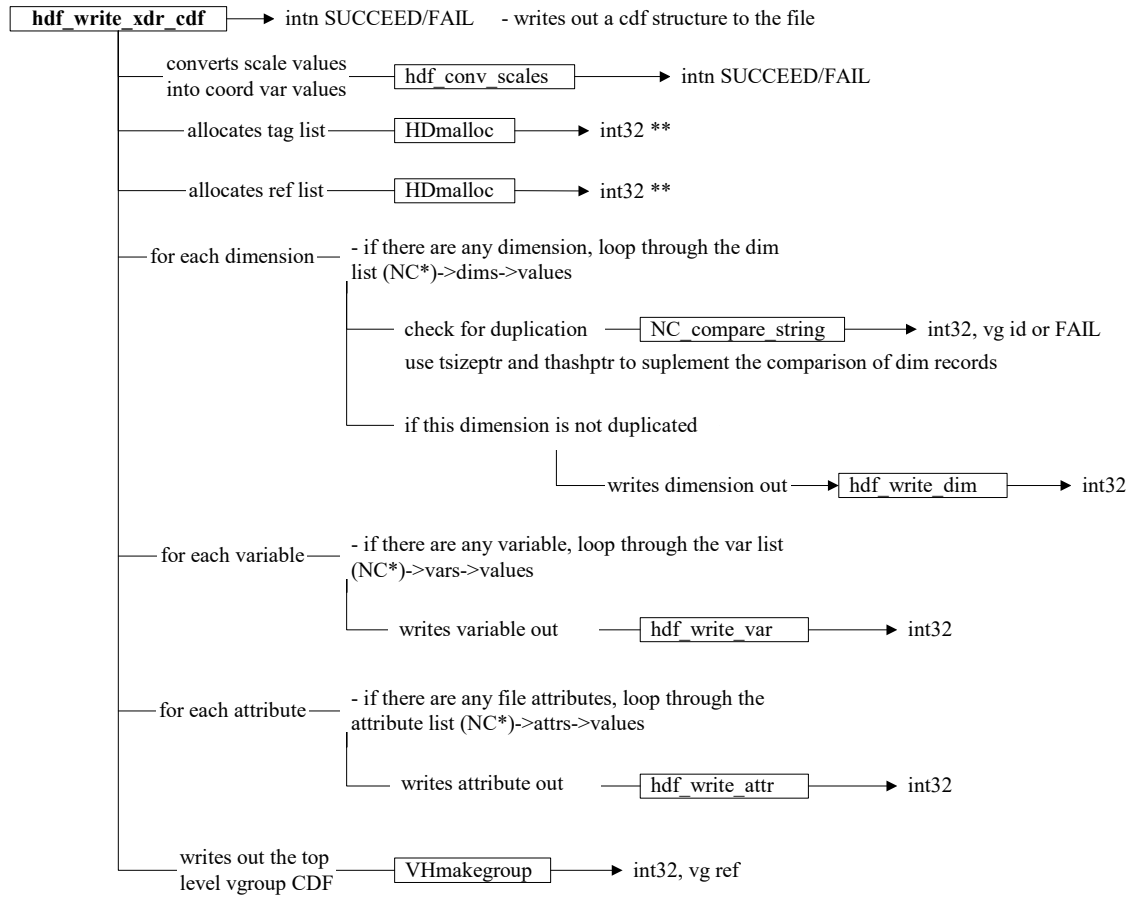 hdf_write_xdr_cdf intn SUCCEED/FAIL - writes out a cdf structure to the file
converts scale values
into coord var values
hdf_conv_scales intn SUCCEED/FAIL
allocates tag list HDmalloc int32 **
allocates ref list HDmalloc int32 **
for each dimension
- if there are any dimension, loop through the dim
list (NC*)->dims->values
check for duplication NC_compare_string int32, vg id or FAIL
use tsizeptr and thashptr to suplement the comparison of dim records
if this dimension is not duplicated
writes dimension out hdf_write_dim int32
for each variable
- if there are any variable, loop through the var list
(NC*)->vars->values
writes variable out hdf_write_var int32
for each attribute
- if there are any file attributes, loop through the
attribute list (NC*)->attrs->values
writes attribute out hdf_write_attr int32
writes out the top
level vgroup CDF
VHmakegroup int32, vg ref